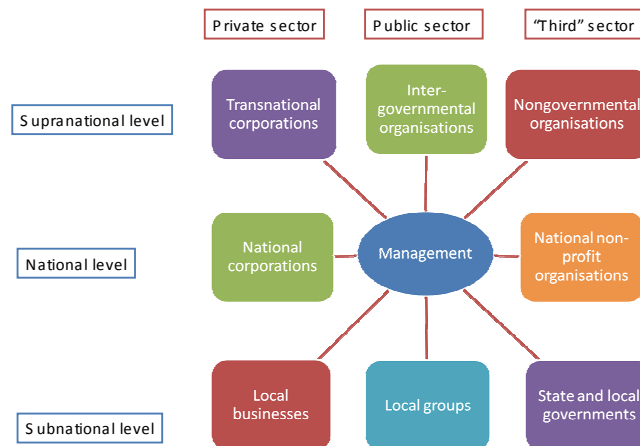 Private sector
Public sector
“Third” sector
Supranational level
Transnational
corporations
Inter-
governmental
organisations
Nongovernmental
organisations
National level
National
corporations
Management
National non-
profit
organisations
Subnational level
Local
businesses
Local groups
State and local
governments